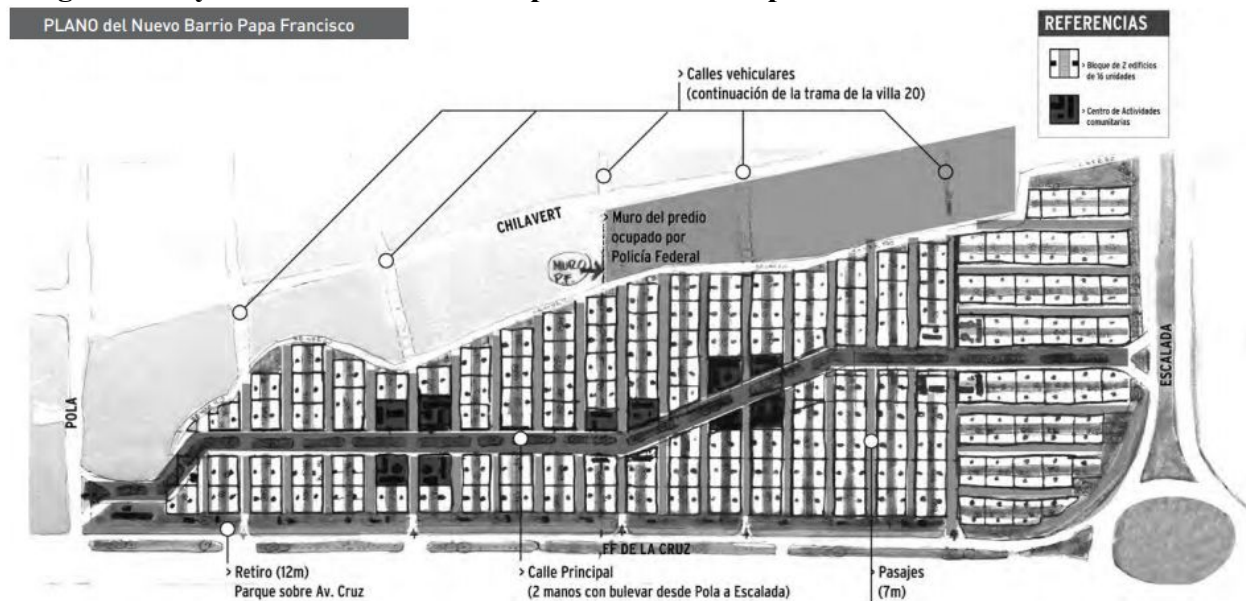 PLANO del Nuevo Barrio Papa Francisco
REFERENCIAS
> Bloque de 2 edificios
de 16 unidades
> Centro de Actividades
comunitarias
> Calles vehiculares
(continuación de la trama de la villa 20)
CHILAVERT
> Muro del predio
ocupado por
Policía Federal
MURO
P.F.
POLA
ESCALADA
FF DE LA CRUZ
> Retiro (12m)
Parque sobre Av. Cruz
> Calle Principal
(2 manos con bulevar desde Pola a Escalada)
> Pasajes
(7m)